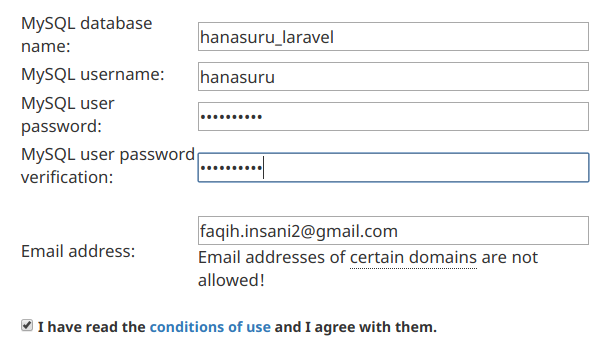 MySQL database
name:
hanasuru_laravel
MySQL username:
hanasuru
MySQL user
password:
••••••••••
MySQL user password
verification:
••••••••••
Email address:
faqih.insani2@gmail.com
Email addresses of certain domains are not
allowed!
I have read the conditions of use and I agree with them.